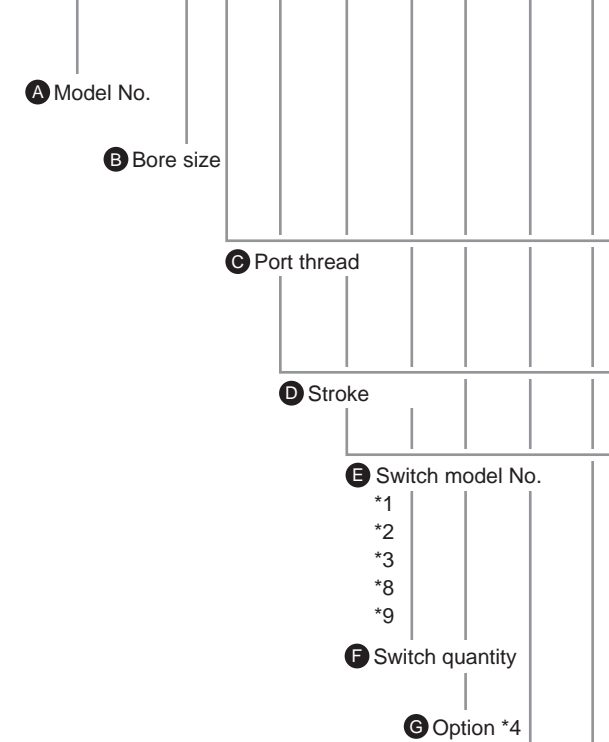 A Model No.
B Bore size
C Port thread
D Stroke
E Switch model No.
*1
*2
*3
*8
*9
F Switch quantity
G Option *4